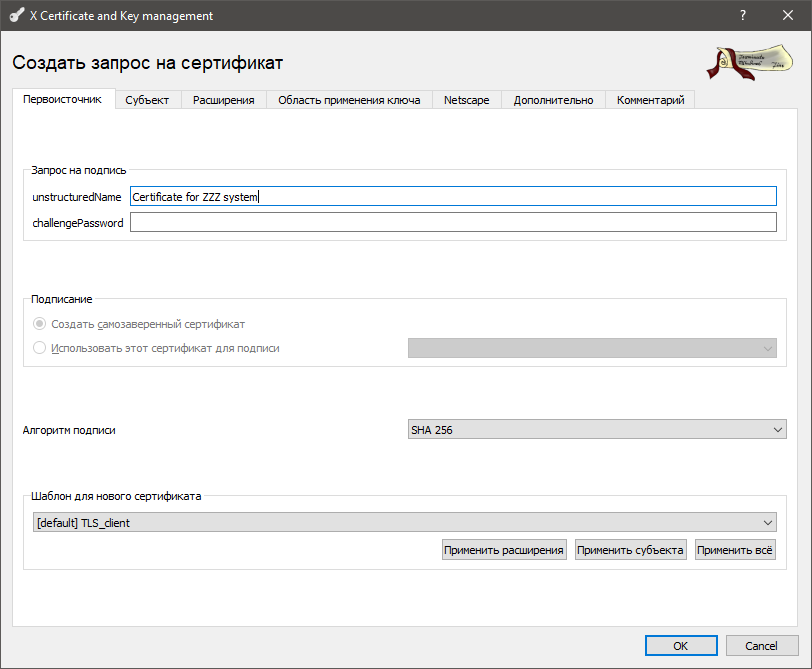 X Certificate and Key management
?
Создать запрос на сертификат
Первоисточник
Субъект
Расширения
Область применения ключа
Netscape
Дополнительно
Комментарий
Запрос на подпись
unstructuredName
Certificate for ZZZ system
challengePassword
Подписание
Создать самозаверенный сертификат
Использовать этот сертификат для подписи
Алгоритм подписи
SHA 256
Шаблон для нового сертификата
[default] TLS_client
Применить расширения
Применить субъекта
Применить всё
OK
Cancel